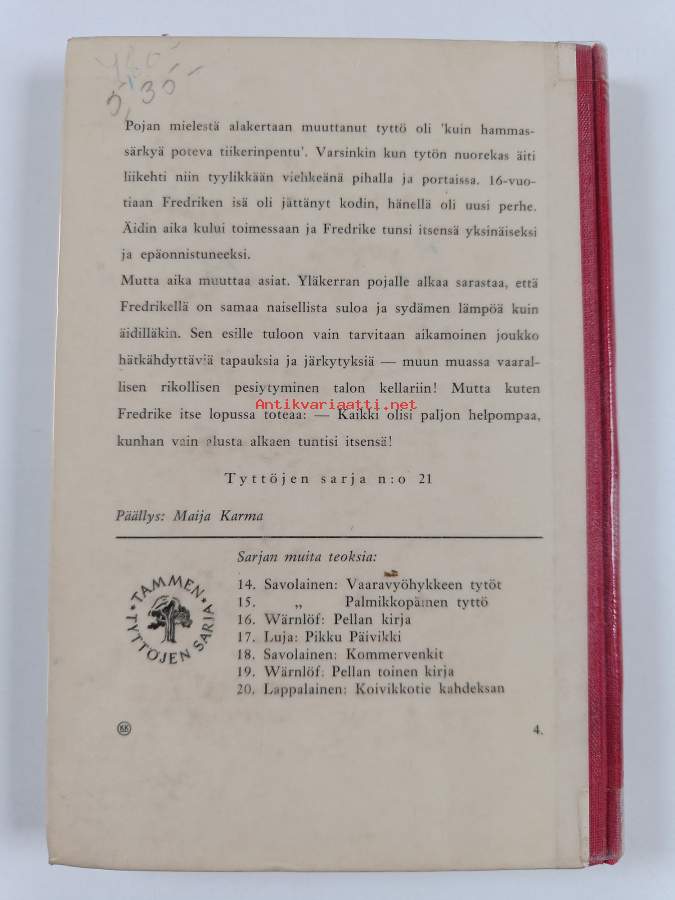 5,35
Pojan mielestä alakertaan muuttanut tyttö oli 'kuin hammas-
särkyä poteva tiikerinpentu'. Varsinkin kun tytön nuorekas äiti
liikehti niin tyylikkään viehkeänä pihalla ja portaissa. 16-vuo-
tiaan Fredriken isä oli jättänyt kodin, hänellä oli uusi perhe.
Äidin aika kului toimessaan ja Fredrike tunsi itsensä yksinäiseksi
ja epäonnistuneeksi.
Mutta aika muuttaa asiat. Yläkerran pojalle alkaa sarastaa, että
Fredrikellä on samaa naisellista suloa ja sydämen lämpöä kuin
äidilläkin. Sen esille tuloon vain tarvitaan aikamoinen joukko
hätkähdyttäviä tapauksia ja järkytyksiä — muun muassa vaaral-
lisen rikollisen pesiytyminen talon kellariin! Mutta kuten
Antikvariaatti.net
Fredrike itse lopussa toteaa: — Kaikki olisi paljon helpompaa,
kunhan vain alusta alkaen tuntisi itsensä!
Tyttöjen sarja n:o 21
Päällys: Maija Karma
Sarjan muita teoksia:
TAMMEN • TYTTÖJEN SARJA •
14. Savolainen: Vaaravyöhykkeen tytöt
15. „ Palmikkopäinen tyttö
16. Wärnlöf: Pellan kirja
17. Luja: Pikku Päivikki
18. Savolainen: Kommervenkit
19. Wärnlöf: Pellan toinen kirja
20. Lappalainen: Koivikkotie kahdeksan
KK
4.